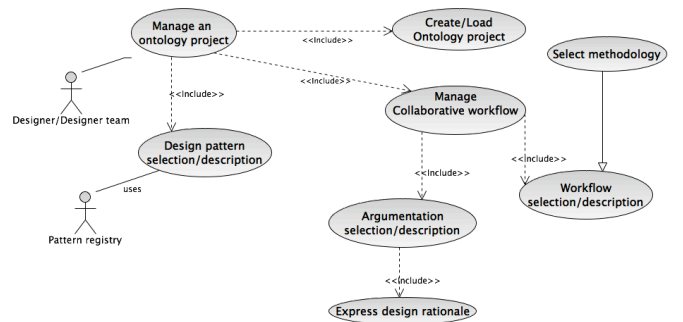 Manage an
ontology project
Create/Load
Ontology project
<<Include>>
Select methodology
<<Include>>
<<Include>>
Manage
Collaborative workflow
Designer/Designer team
Design pattern
selection/description
<<Include>>
<<Include>>
uses
Workflow
selection/description
Argumentation
selection/description
Pattern registry
<<Include>>
Express design rationale